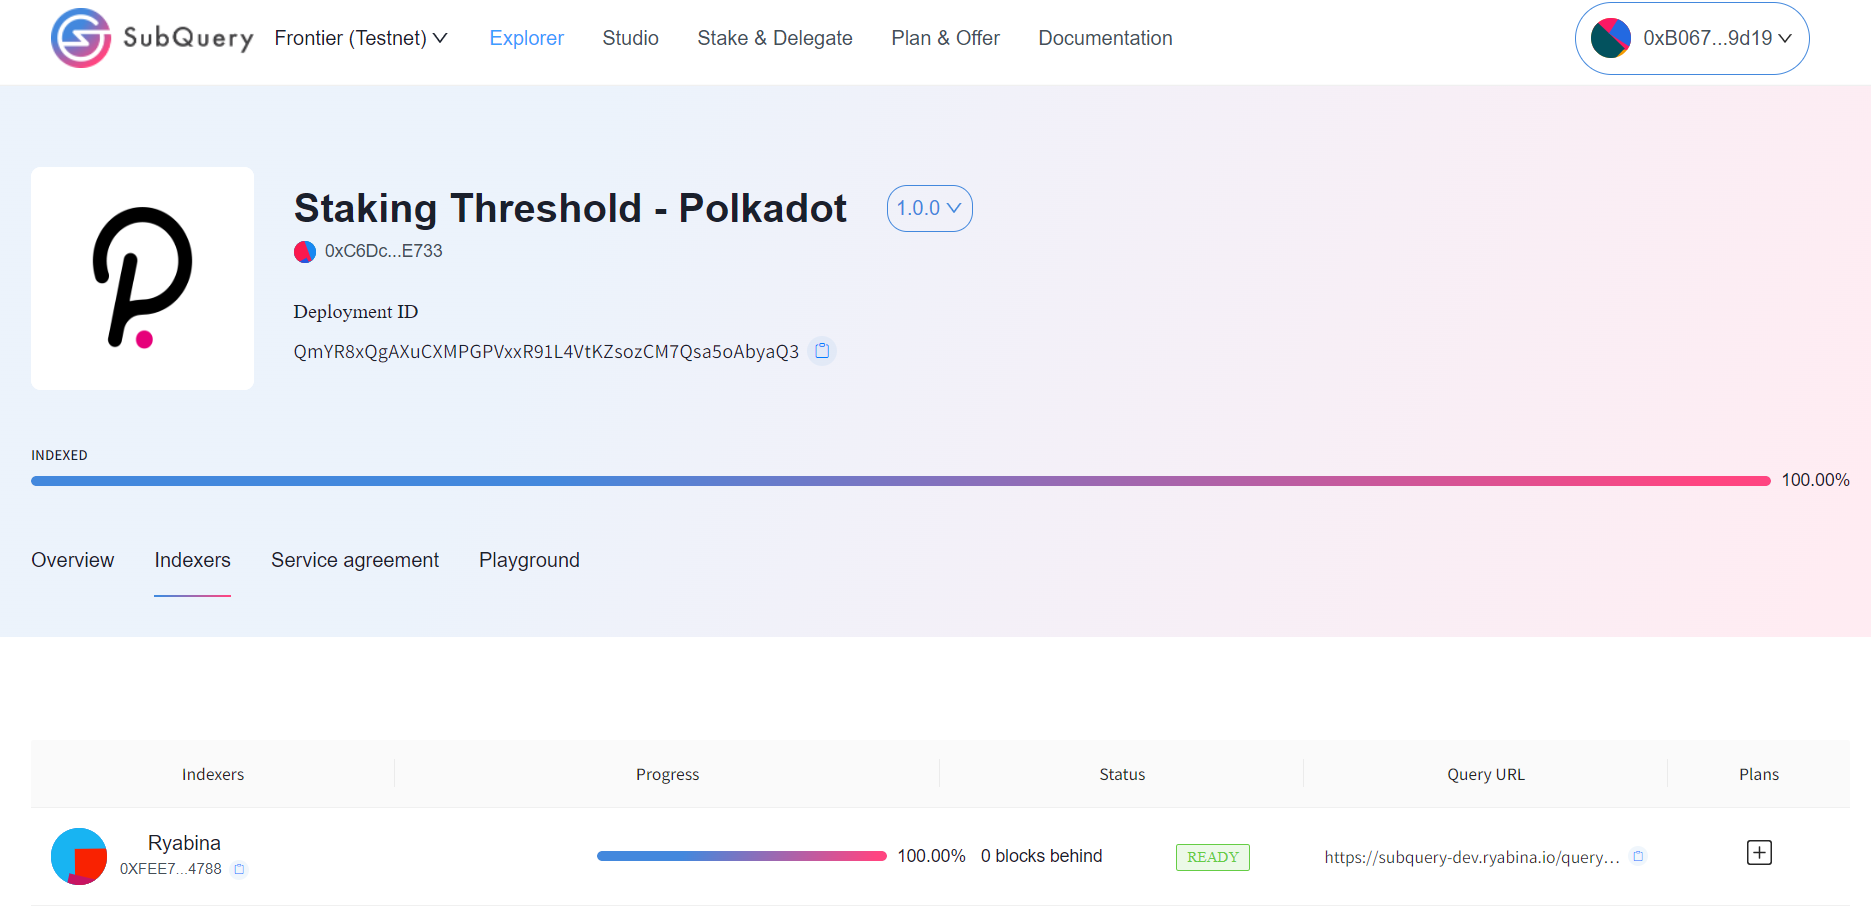 SubQuery Frontier (Testnet) Explorer Studio Stake & Delegate Plan & Offer Documentation 0xB067...9d19
Staking Threshold - Polkadot 1.0.0
0xC6Dc...E733
Deployment ID
QmYR8xQgAXuCXMPGPVxxR91L4VtKZsozCM7Qsa5oAbyaQ3
INDEXED
100.00%
Overview Indexers Service agreement Playground
Indexers Progress Status Query URL Plans
Ryabina
0XFEE7...4788
100.00% 0 blocks behind READY https://subquery-dev.ryabina.io/query...